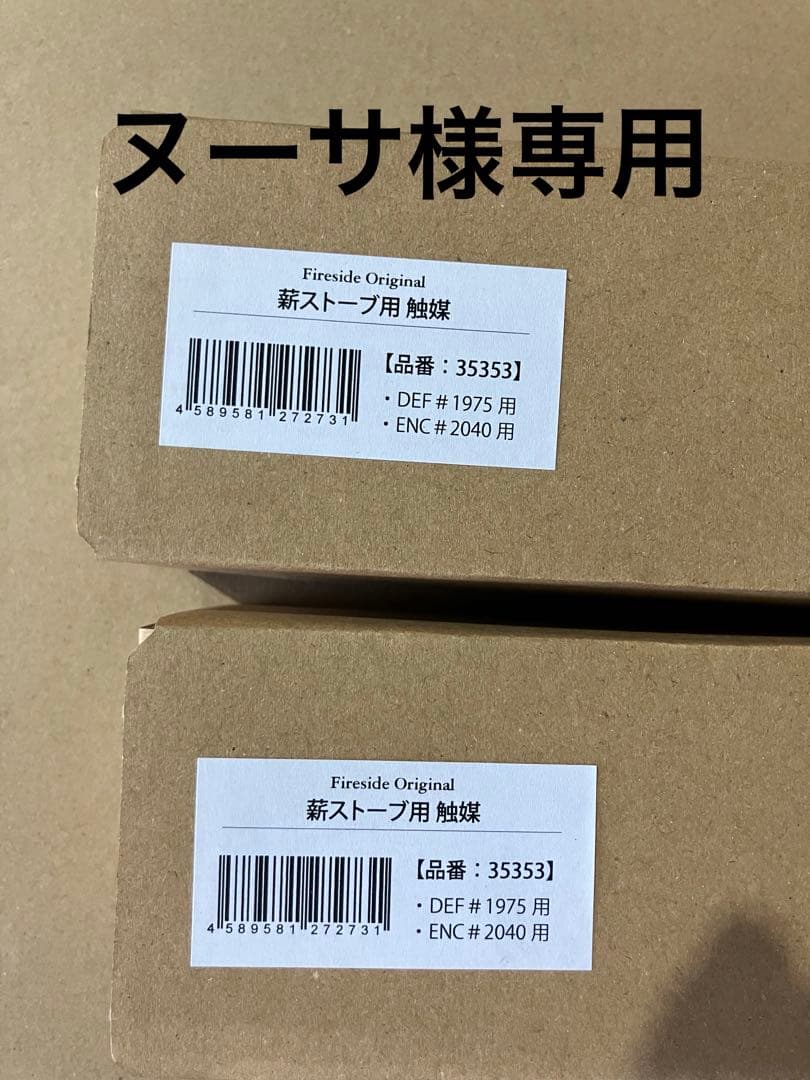 ヌーサ様専用
Fireside Original
薪ストーブ用 触媒
【品番：35353】
・DEF＃1975 用
・ENC＃2040 用
4 589581 272731
Fireside Original
薪ストーブ用 触媒
【品番：35353】
・DEF＃1975 用
・ENC＃2040 用
4 589581 272731